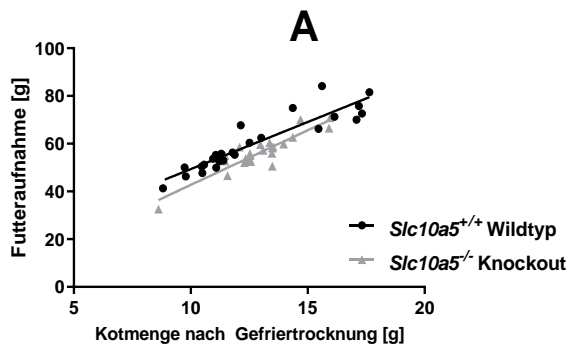 A
100
80
60
40
20
0
Futteraufnahme [g]
Slc10a5+/+ Wildtyp
Slc10a5-/- Knockout
5 10 15 20
Kotmenge nach Gefriertrocknung [g]